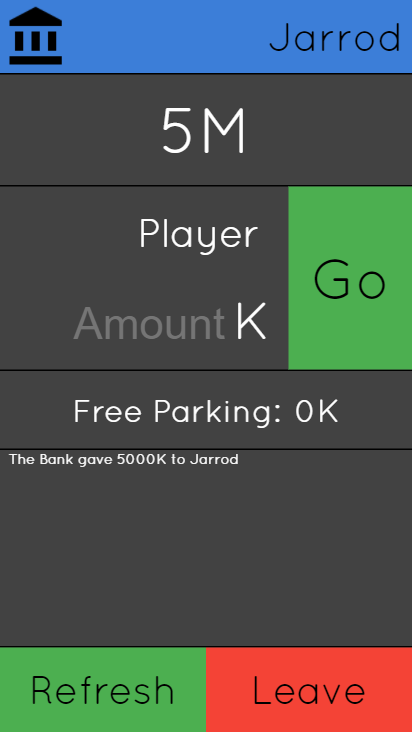 Jarrod
5M
Player
Amount K
Go
Free Parking: 0K
The Bank gave 5000K to Jarrod
Refresh
Leave